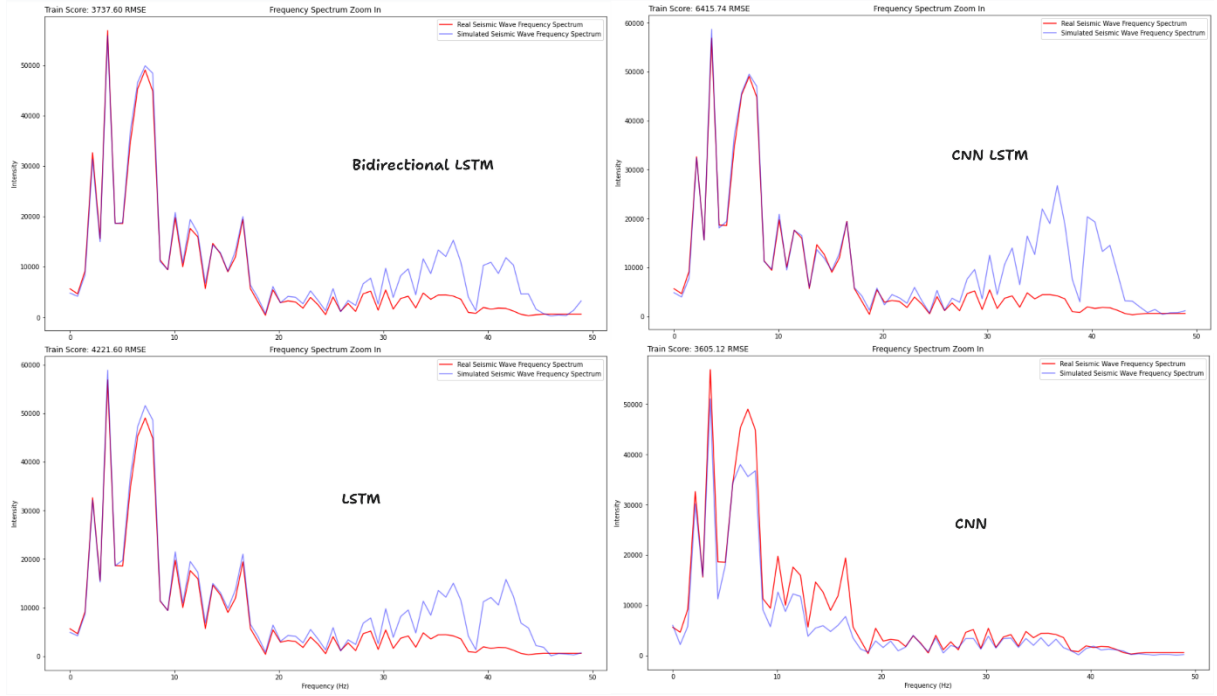 Train Score: 3737.60 RMSE
Frequency Spectrum Zoom In
Real Seismic Wave Frequency Spectrum
Simulated Seismic Wave Frequency Spectrum
50000
40000
30000
20000
10000
0
Intensity
Bidirectional LSTM
0 10 20 30 40 50
Train Score: 6415.74 RMSE
Frequency Spectrum Zoom In
Real Seismic Wave Frequency Spectrum
Simulated Seismic Wave Frequency Spectrum
60000
50000
40000
30000
20000
10000
0
Intensity
CNN LSTM
0 10 20 30 40 50
Train Score: 4221.60 RMSE
Frequency Spectrum Zoom In
Real Seismic Wave Frequency Spectrum
Simulated Seismic Wave Frequency Spectrum
60000
50000
40000
30000
20000
10000
0
Intensity
LSTM
0 10 20 30 40 50
Frequency (Hz)
Train Score: 3605.12 RMSE
Frequency Spectrum Zoom In
Real Seismic Wave Frequency Spectrum
Simulated Seismic Wave Frequency Spectrum
50000
40000
30000
20000
10000
0
Intensity
CNN
0 10 20 30 40 50
Frequency (Hz)